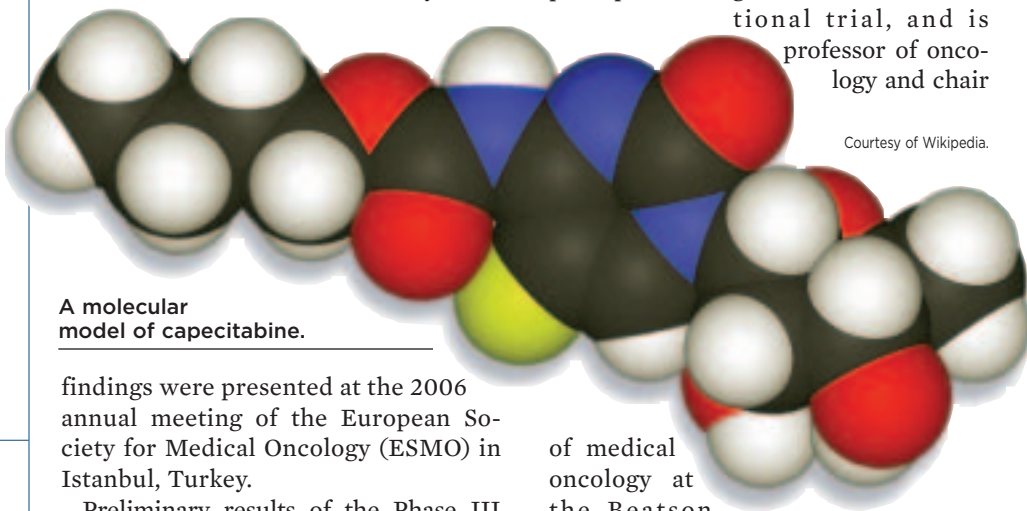 tional trial, and is
professor of onco-
logy and chair
Courtesy of Wikipedia.
A molecular
model of capecitabine.
findings were presented at the 2006
annual meeting of the European So-
ciety for Medical Oncology (ESMO) in
Istanbul, Turkey.
Preliminary results of the Phase III
of medical
oncology at
the Beatson